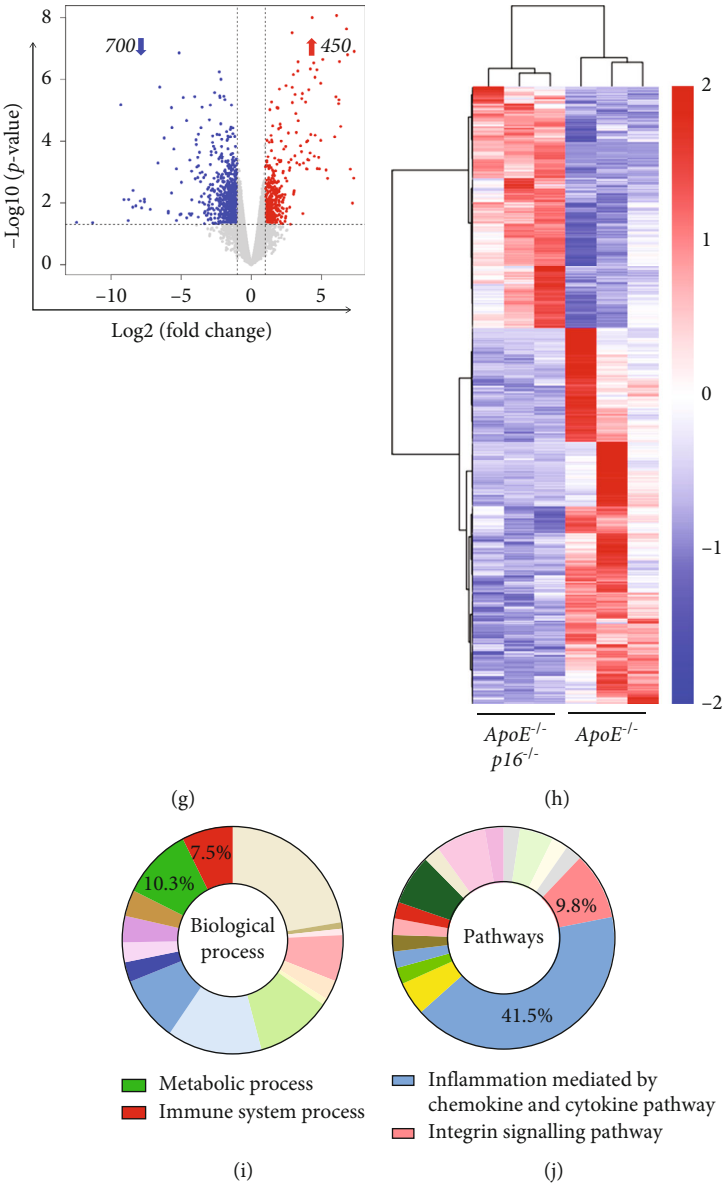 8
700
450
6
4
2
0
−Log10 (p-value)
−10
−5
0
5
Log2 (fold change)
2
1
0
−1
−2
ApoE-/-
p16-/-
ApoE-/-
(g)
(h)
7.5%
10.3%
Biological
process
9.8%
Pathways
41.5%
Metabolic process
Immune system process
Inflammation mediated by
chemokine and cytokine pathway
Integrin signalling pathway
(i)
(j)